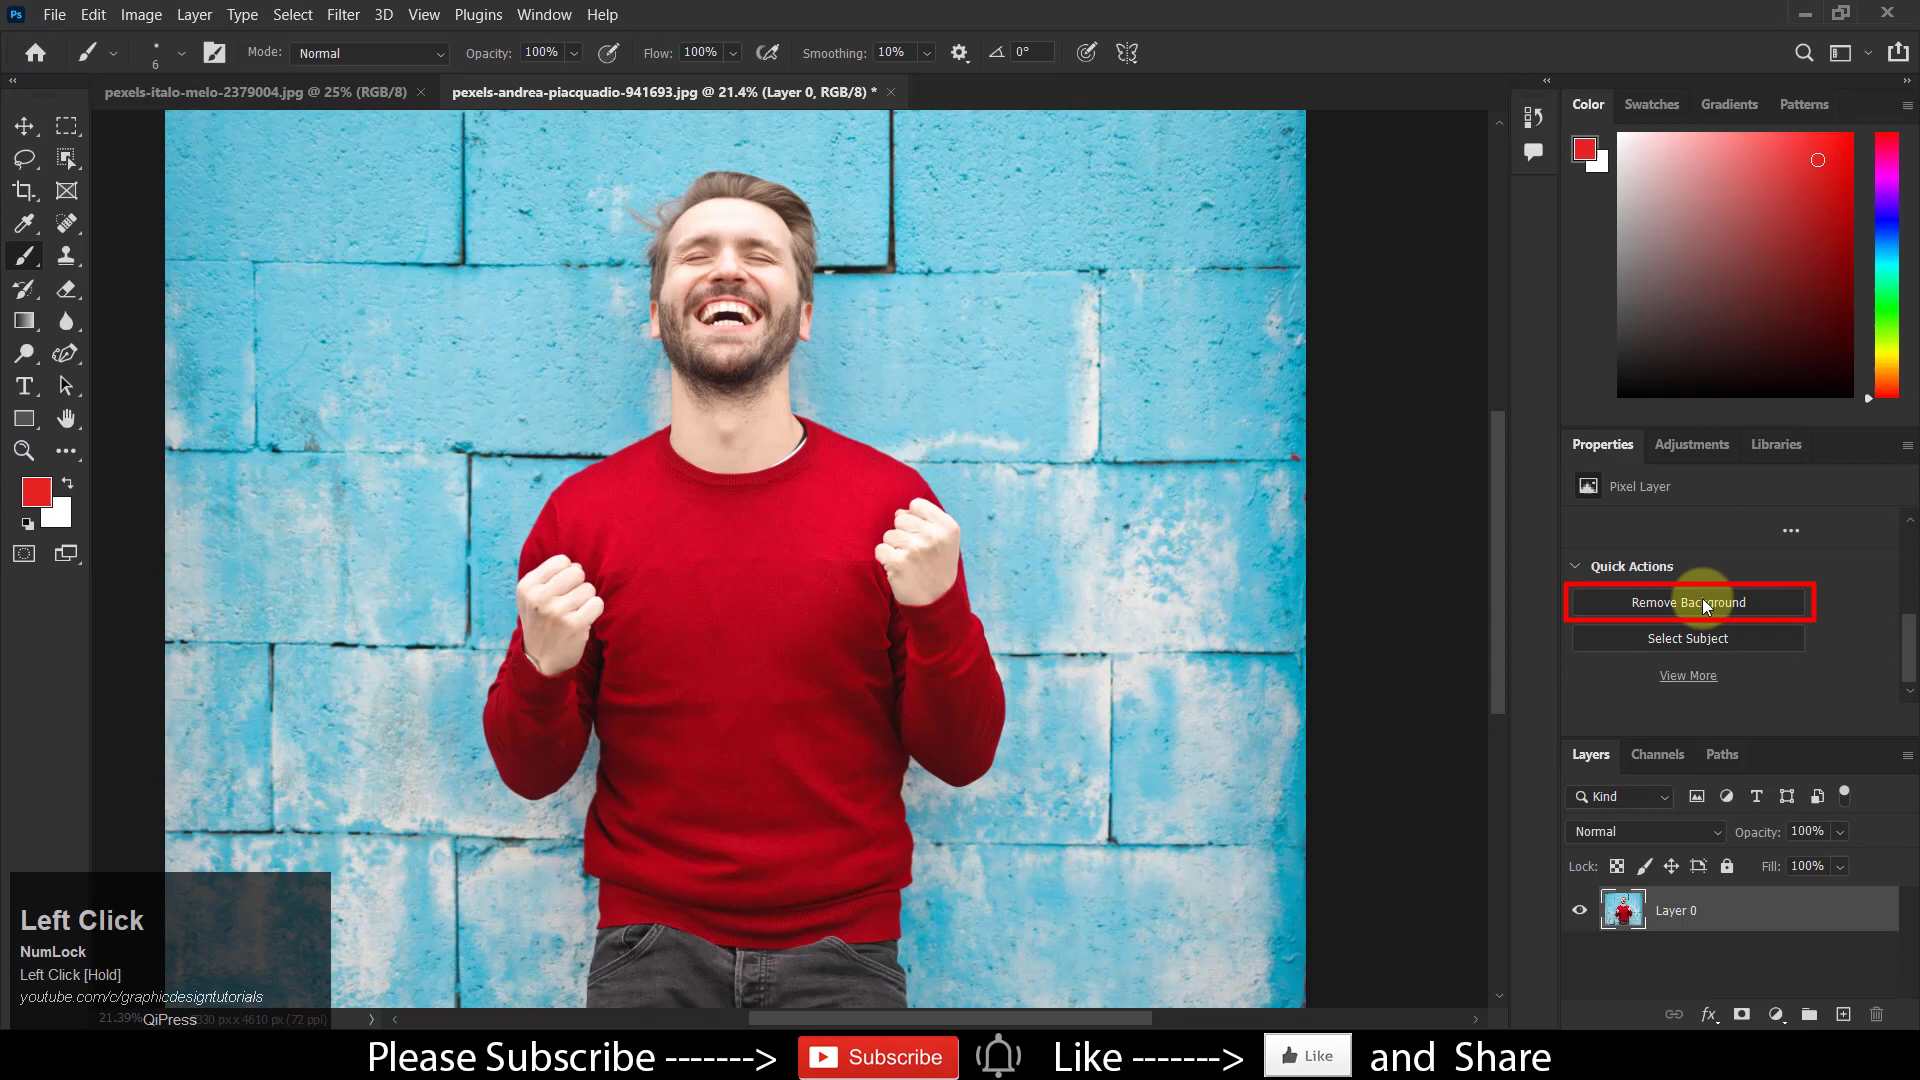 Ps File Edit Image Layer Type Select Filter 3D View Plugins Window Help
6 Mode: Normal Opacity: 100% Flow: 100% Smoothing: 10% 0°
pexels-italo-melo-2379004.jpg @ 25% (RGB/8) × pexels-andrea-piacquadio-941693.jpg @ 21.4% (Layer 0, RGB/8) * ×
Color Swatches Gradients Patterns
Properties Adjustments Libraries
Pixel Layer
Quick Actions
Remove Background
Select Subject
View More
Layers Channels Paths
Kind
Normal Opacity: 100%
Lock: Fill: 100%
Layer 0
fx
Left Click
NumLock
Left Click [Hold]
youtube.com/c/graphicdesigntutorials
21.39% QiPress 330 px x 4610 px (72 ppi)
Please Subscribe -------> Subscribe Like -------> Like and Share